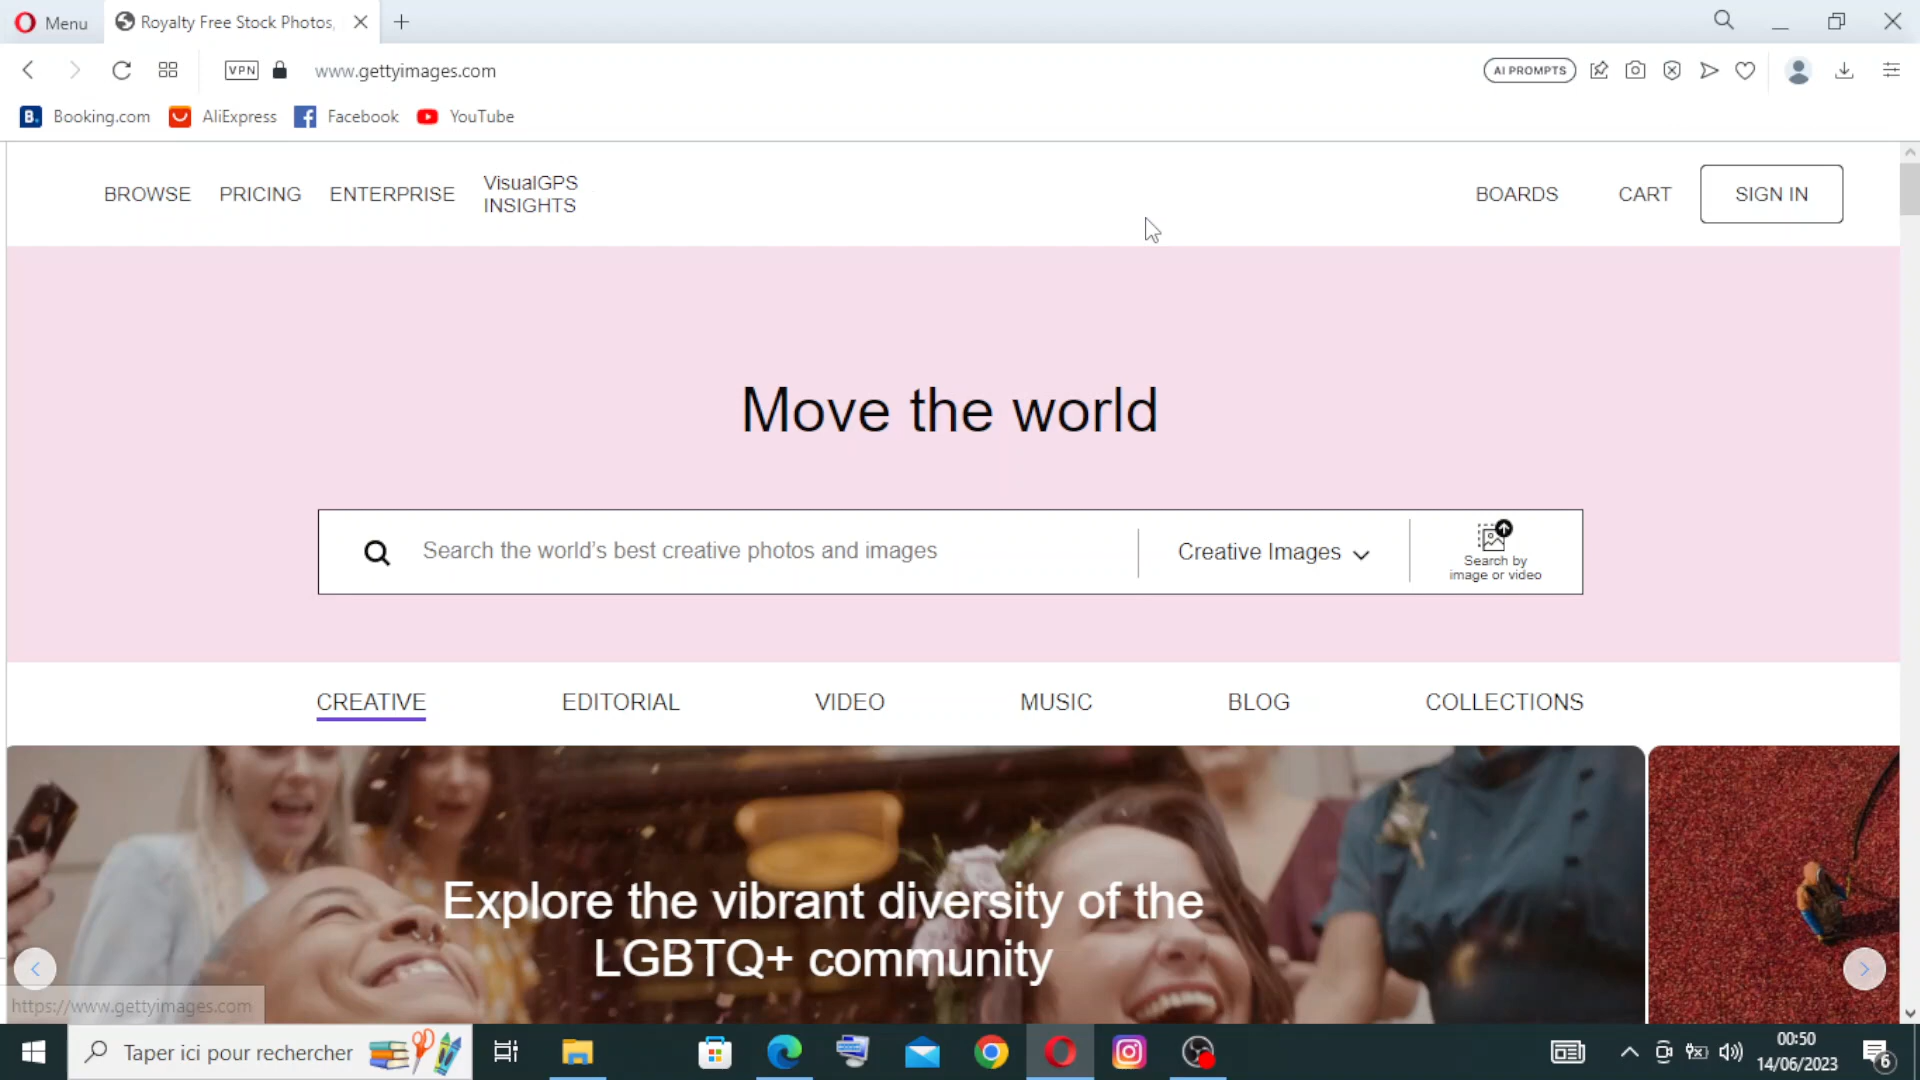 Menu
Royalty Free Stock Photos,
VPN
www.gettyimages.com
AI PROMPTS
B. Booking.com
AliExpress
Facebook
YouTube
BROWSE
PRICING
ENTERPRISE
VisualGPS
INSIGHTS
BOARDS
CART
SIGN IN
Move the world
Search the world’s best creative photos and images
Creative Images
Search by
image or video
CREATIVE
EDITORIAL
VIDEO
MUSIC
BLOG
COLLECTIONS
Explore the vibrant diversity of the
LGBTQ+ community
https://www.gettyimages.com
Taper ici pour rechercher
00:50
14/06/2023
6